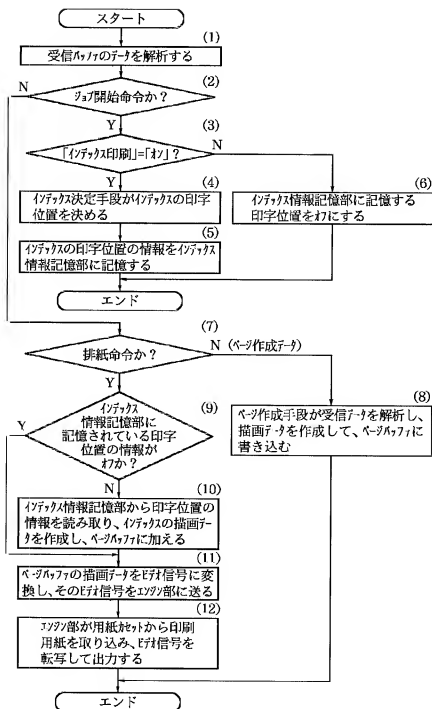 スタート
(1)
受信ﾊﾞｯﾌｧのﾃﾞｰﾀを解析する
(2)
N
ｼﾞｮﾌﾞ開始命令か？
Y
(3)
「ｲﾝﾃﾞｯｸｽ印刷」=「ｵﾝ」？
N
Y
(4)
ｲﾝﾃﾞｯｸｽ決定手段がｲﾝﾃﾞｯｸｽの印字
位置を決める
(5)
ｲﾝﾃﾞｯｸｽの印字位置の情報をｲﾝﾃﾞｯｸｽ
情報記憶部に記憶する
(6)
ｲﾝﾃﾞｯｸｽ情報記憶部に記憶する
印字位置をｵﾌにする
エンド
(7)
排紙命令か？
N (ﾍﾟｰｼﾞ作成ﾃﾞｰﾀ)
Y
(8)
ﾍﾟｰｼﾞ作成手段が受信ﾃﾞｰﾀを解析し、
描画ﾃﾞｰﾀを作成して、ﾍﾟｰｼﾞﾊﾞｯﾌｧに
書き込む
(9)
Y
ｲﾝﾃﾞｯｸｽ
情報記憶部に
記憶されている印字
位置の情報が
ｵﾌか？
N
(10)
ｲﾝﾃﾞｯｸｽ情報記憶部から印字位置の
情報を読み取り、ｲﾝﾃﾞｯｸｽの描画ﾃﾞｰ
ﾀを作成し、ﾍﾟｰｼﾞﾊﾞｯﾌｧに加える
(11)
ﾍﾟｰｼﾞﾊﾞｯﾌｧの描画ﾃﾞｰﾀをﾋﾞﾃﾞｵ信号に変
換し、そのﾋﾞﾃﾞｵ信号をｴﾝｼﾞﾝ部に送る
(12)
ｴﾝｼﾞﾝ部が用紙ｶｾｯﾄから印刷
用紙を取り込み、ﾋﾞﾃﾞｵ信号を
転写して出力する
エンド